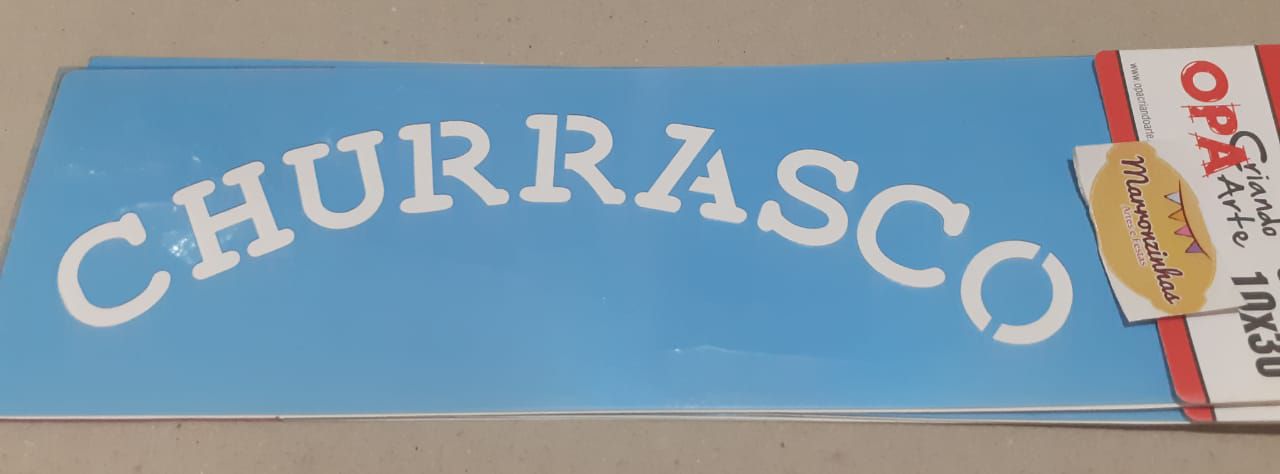 CHURRASCO
www.opacriandoarte.
OPA
Criando
Arte
10X30
Marronzinhas
Artes e Festas